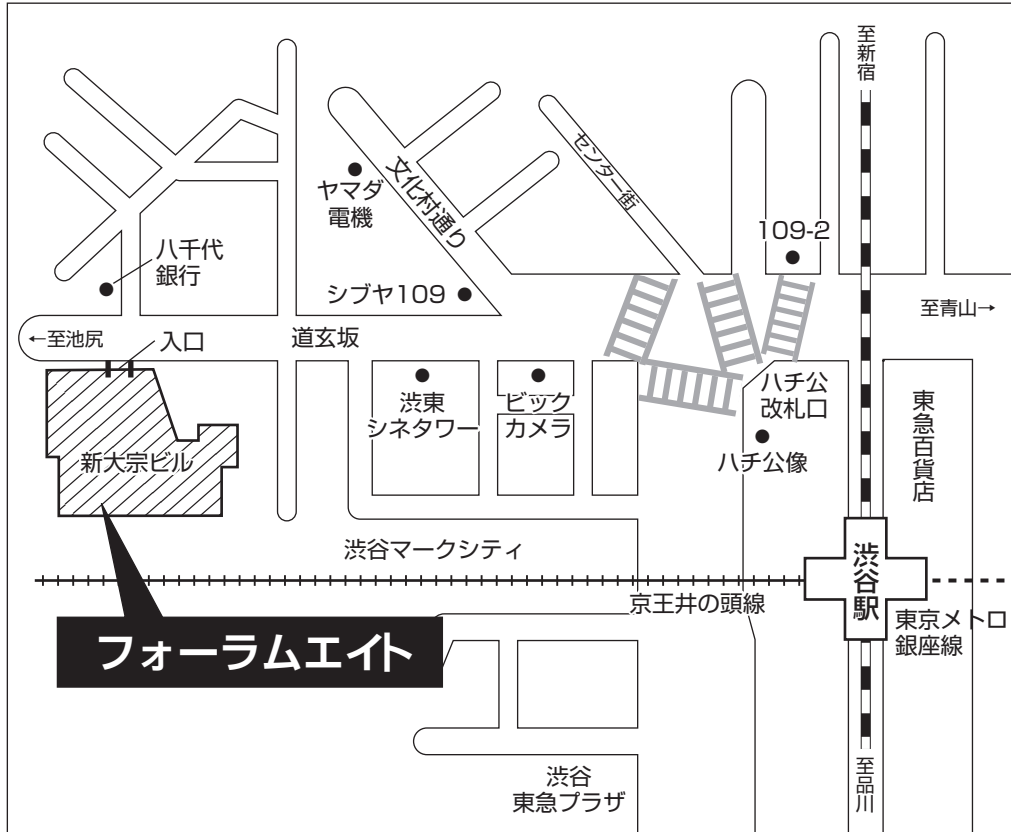 至新宿
センター街
文化村通り
ヤマダ
電機
109-2
八千代
銀行
シブヤ109
至青山→
←至池尻
入口
道玄坂
渋東
シネタワー
ビック
カメラ
ハチ公
改札口
ハチ公像
東急百貨店
新大宗ビル
渋谷マークシティ
渋谷駅
京王井の頭線
東京メトロ
銀座線
フォーラムエイト
渋谷
東急プラザ
至品川